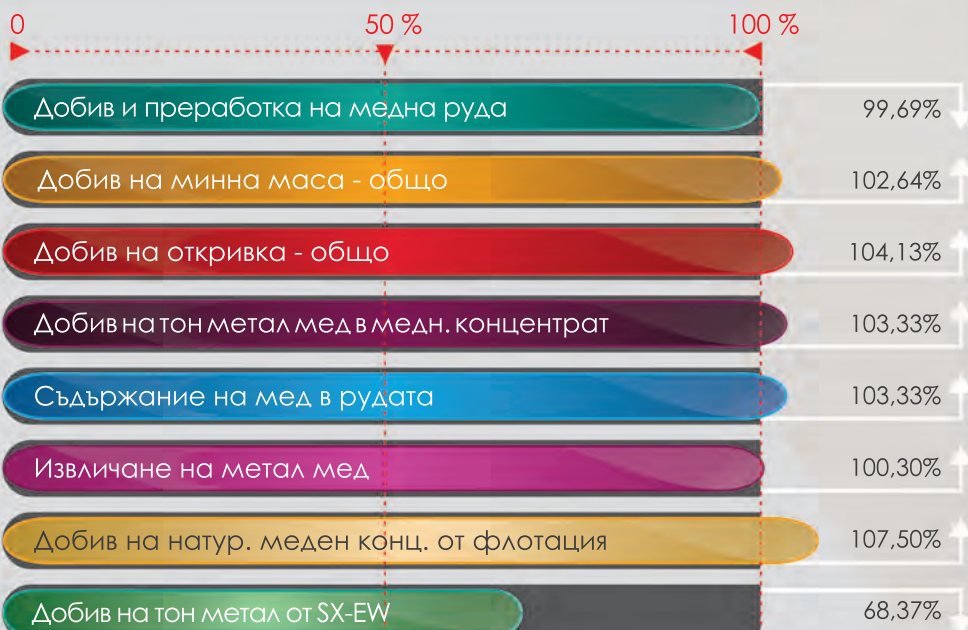 0 50 % 100 %
Добив и преработка на медна руда 99,69%
Добив на минна маса - общо 102,64%
Добив на откривка - общо 104,13%
Добив на тон метал мед в медн. концентрат 103,33%
Съдържание на мед в рудата 103,33%
Извличане на метал мед 100,30%
Добив на натур. меден конц. от флотация 107,50%
Добив на тон метал от SX-EW 68,37%